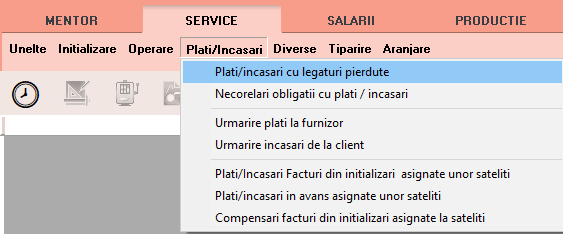 MENTOR SERVICE SALARII PRODUCTIE
Unelte Initializare Operare Plati/Incasari Diverse Tiparire Aranjare
Plati/incasari cu legaturi pierdute
Necorelari obligatii cu plati / incasari
Urmarire plati la furnizor
Urmarire incasari de la client
Plati/Incasari Facturi din initializari asignate unor sateliti
Plati/incasari in avans asignate unor sateliti
Compensari facturi din initializari asignate la sateliti